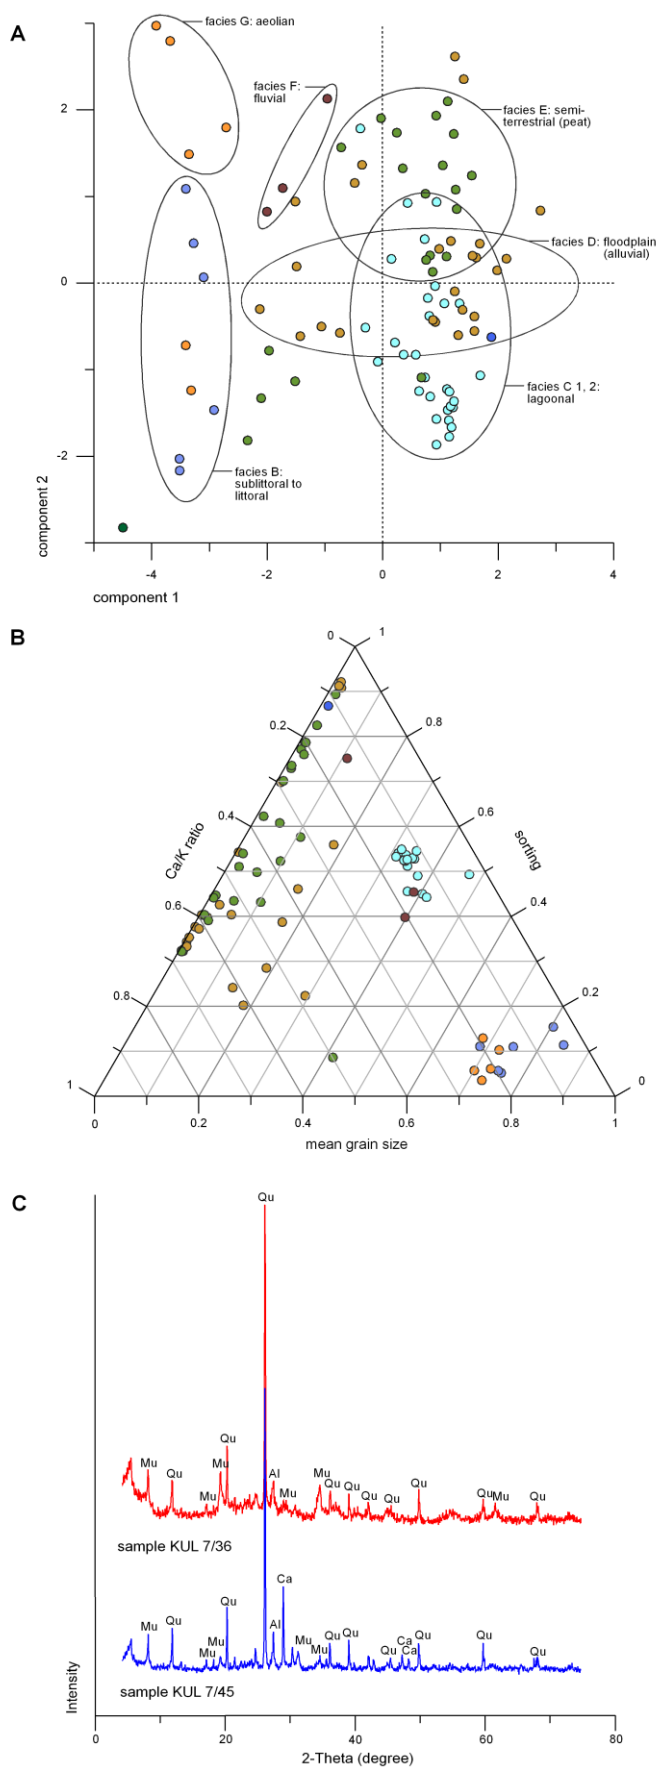 A
facies G: aeolian
facies F:
fluvial
facies E: semi-
terrestrial (peat)
facies D: floodplain
(alluvial)
facies C 1, 2:
lagoonal
facies B:
sublittoral to
littoral
component 2
2
0
-2
-4
-2
0
2
4
component 1
B
0
1
0.2
0.8
0.4
0.6
Ca/K ratio
sorting
0.6
0.4
0.8
0.2
1
0
0
0.2
0.4
0.6
0.8
1
mean grain size
C
Qu
Mu
Qu
Mu
Mu
Qu
Al
Mu
Mu
Qu
Qu
Qu
Qu
Qu
Qu
Mu
Qu
sample KUL 7/36
Mu
Qu
Mu
Mu
Qu
Al
Ca
Mu
Mu
Qu
Qu
Qu
Ca
Ca
Qu
Qu
Qu
sample KUL 7/45
Intensity
0
20
40
60
80
2-Theta (degree)